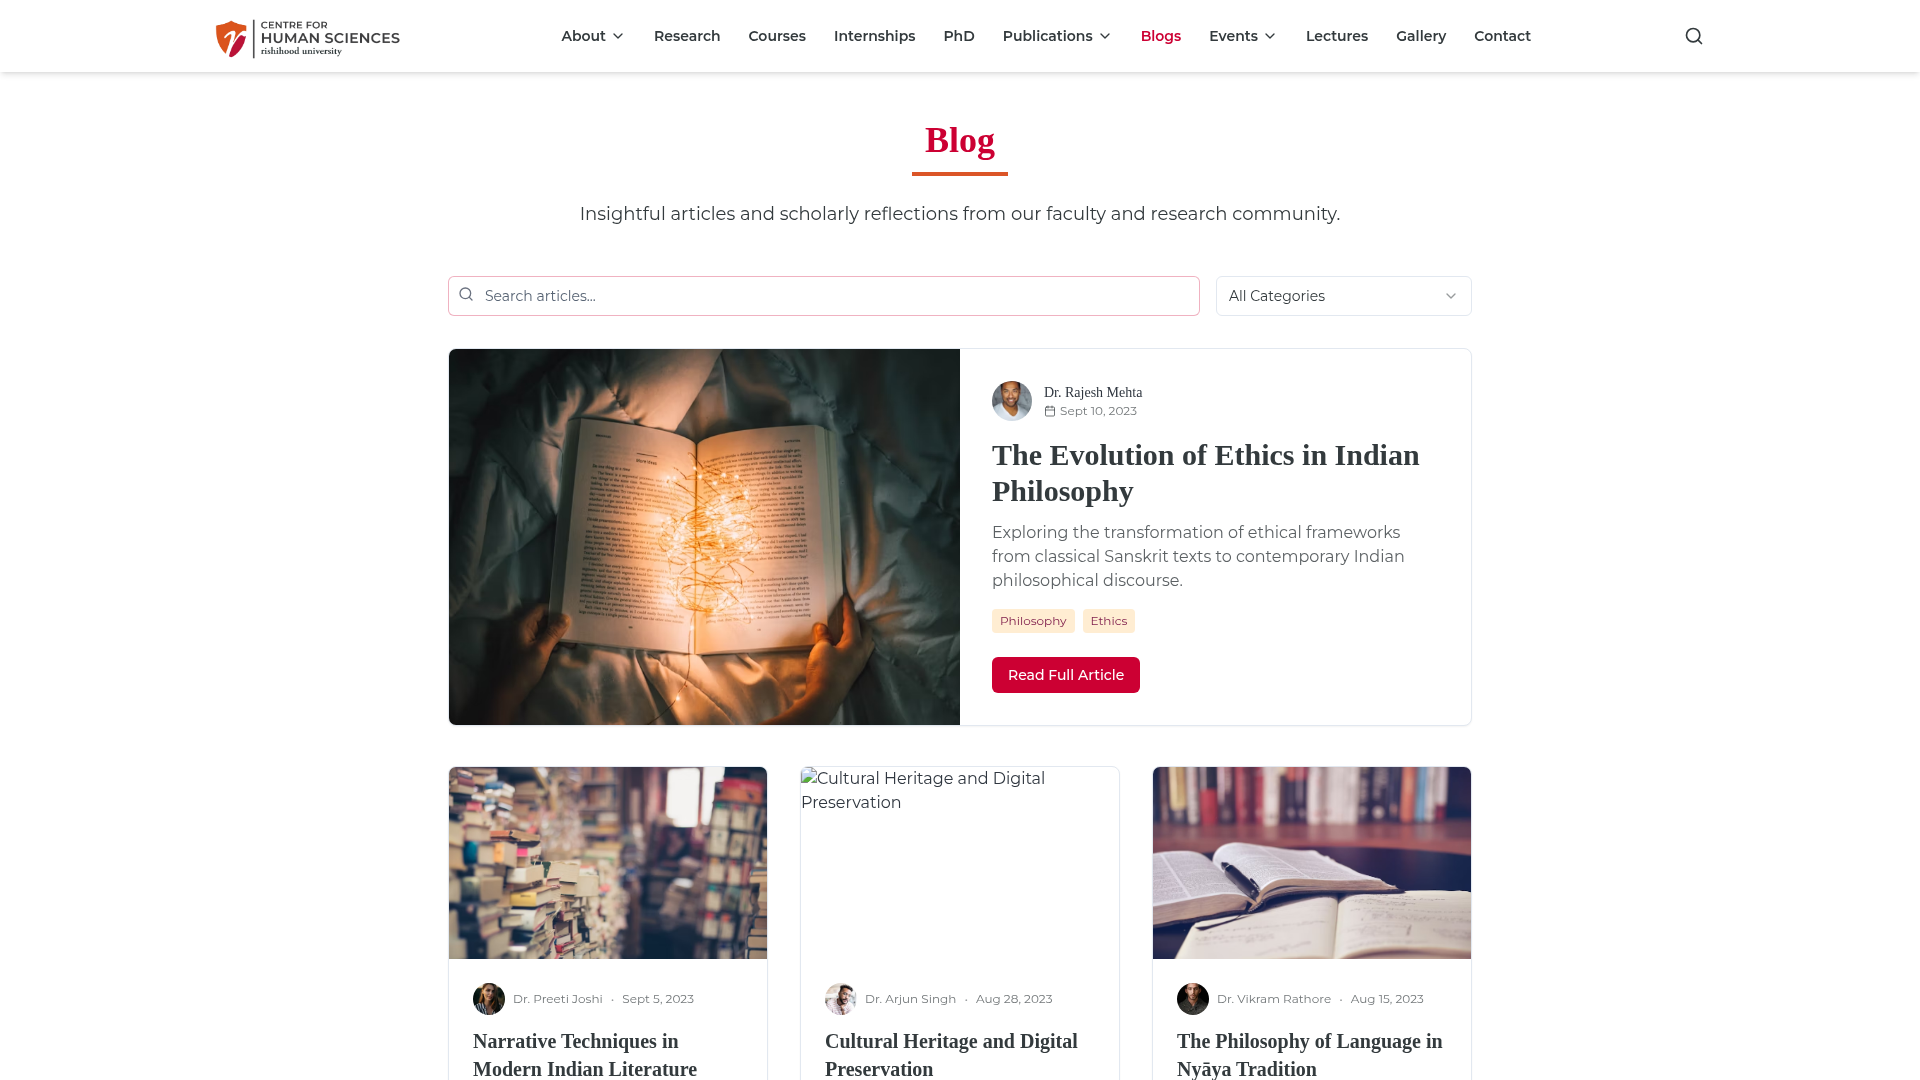 CENTRE FOR
HUMAN SCIENCES
rishihood university
About
Research
Courses
Internships
PhD
Publications
Blogs
Events
Lectures
Gallery
Contact
Blog
Insightful articles and scholarly reflections from our faculty and research community.
Search articles...
All Categories
Dr. Rajesh Mehta
Sept 10, 2023
The Evolution of Ethics in Indian
Philosophy
Exploring the transformation of ethical frameworks
from classical Sanskrit texts to contemporary Indian
philosophical discourse.
Philosophy
Ethics
Read Full Article
Dr. Preeti Joshi • Sept 5, 2023
Narrative Techniques in
Modern Indian Literature
Cultural Heritage and Digital
Preservation
Dr. Arjun Singh • Aug 28, 2023
Cultural Heritage and Digital
Preservation
Dr. Vikram Rathore • Aug 15, 2023
The Philosophy of Language in
Nyāya Tradition